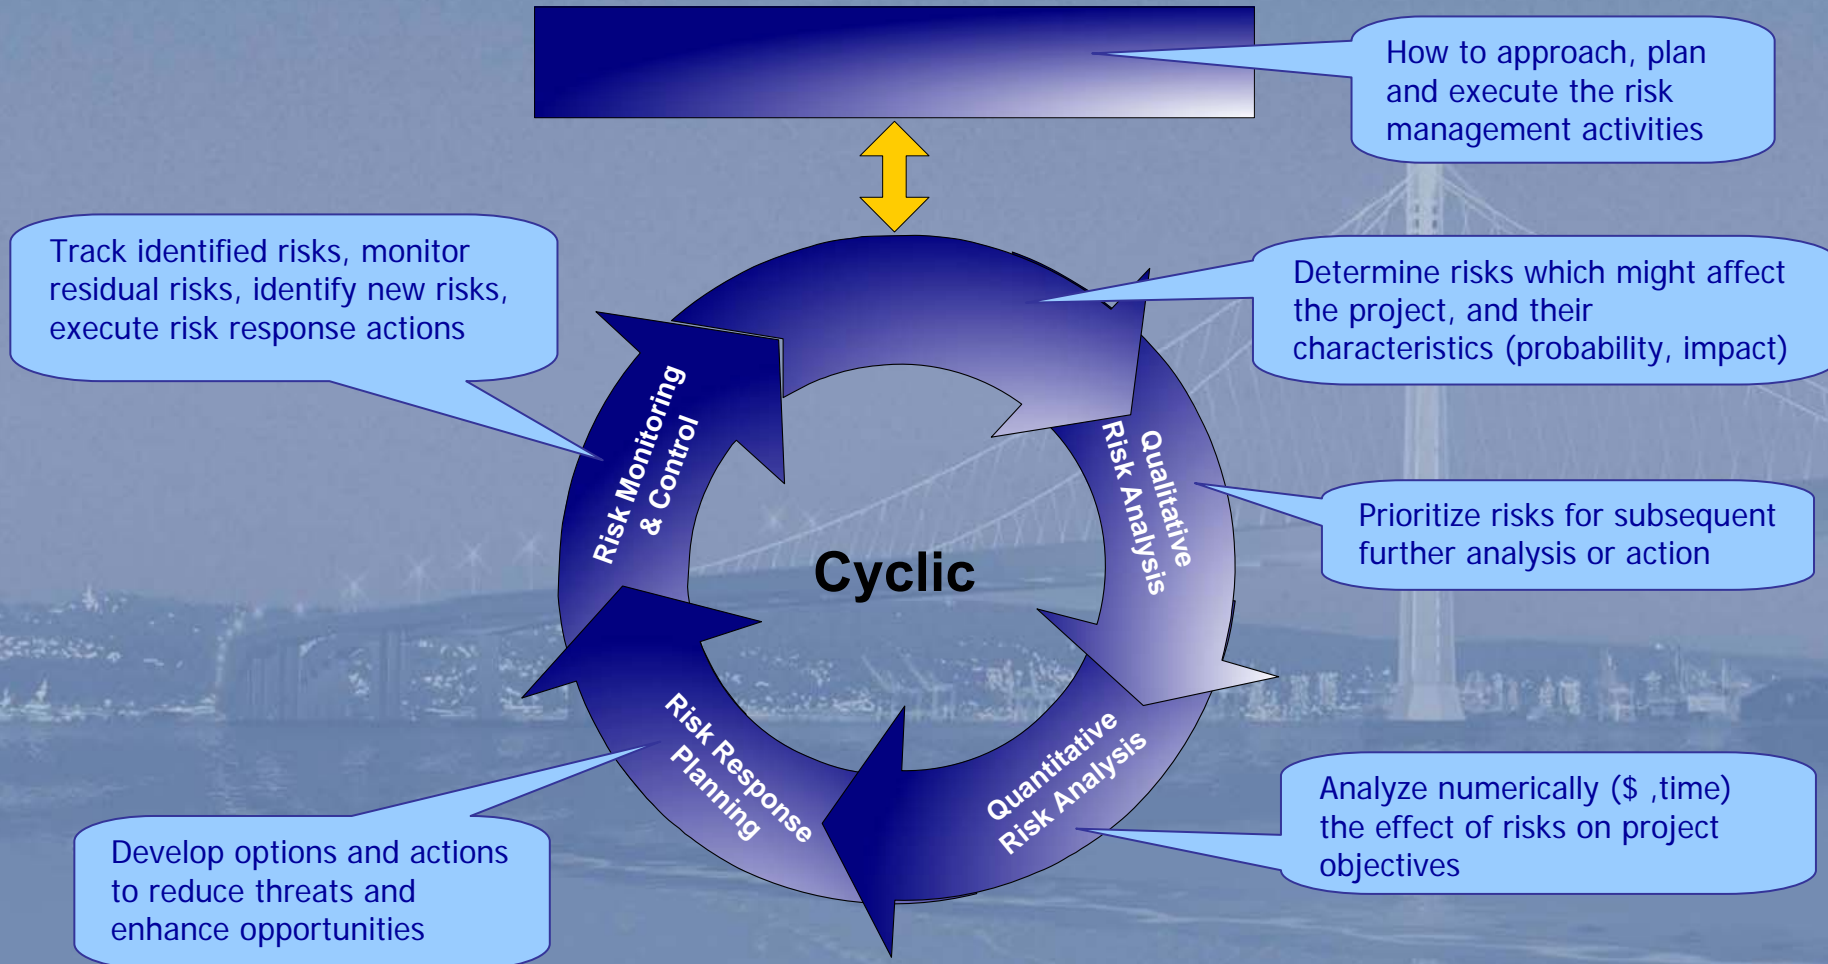 How to approach, plan
and execute the risk
management activities
Track identified risks, monitor
residual risks, identify new risks,
execute risk response actions
Determine risks which might affect
the project, and their
characteristics (probability, impact)
Risk Monitoring
& Control
Qualitative
Risk Analysis
Prioritize risks for subsequent
further analysis or action
Cyclic
Risk Response
Planning
Quantitative
Risk Analysis
Analyze numerically ($ ,time)
the effect of risks on project
objectives
Develop options and actions
to reduce threats and
enhance opportunities